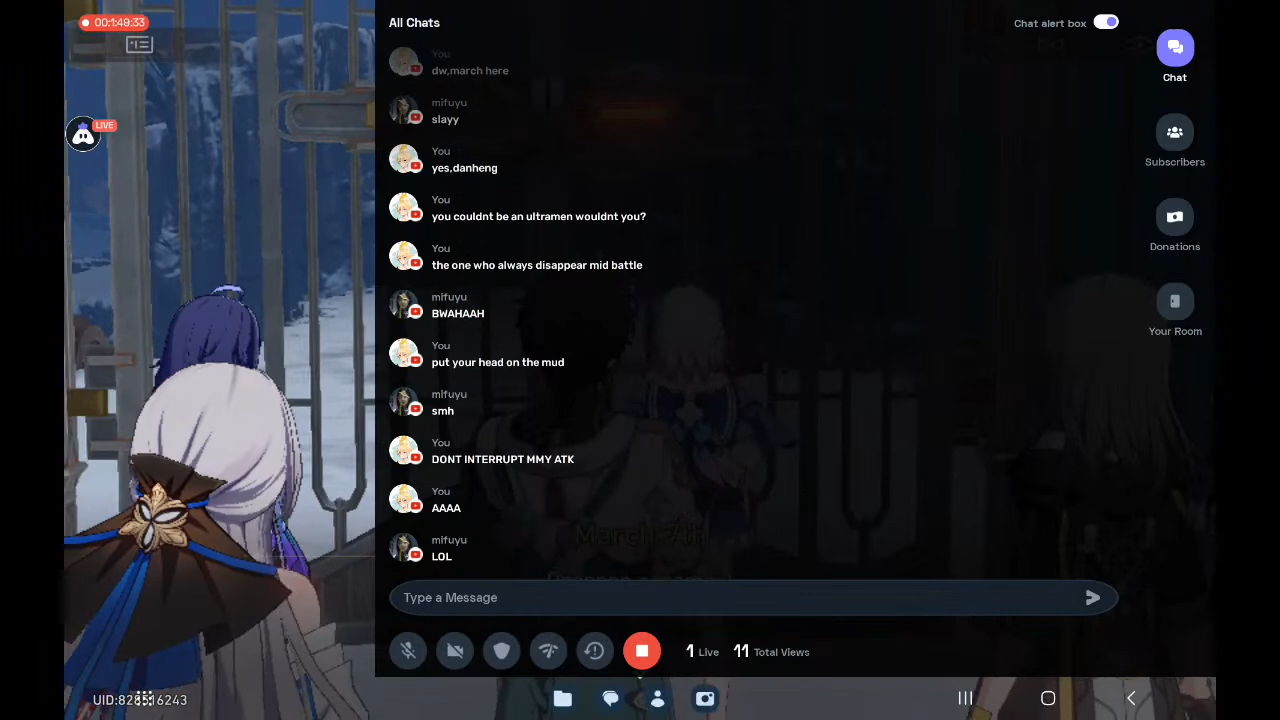 00:1:49:33
All Chats
Chat alert box
You
dw,march here
Chat
LIVE
mifuyu
slayy
Subscribers
You
yes,danheng
You
you couldnt be an ultramen wouldnt you?
Donations
You
the one who always disappear mid battle
mifuyu
BWAHAAH
Your Room
You
put your head on the mud
mifuyu
smh
You
DONT INTERRUPT MMY ATK
You
AAAA
March 7th
mifuyu
LOL
Type a Message
1 Live 11 Total Views